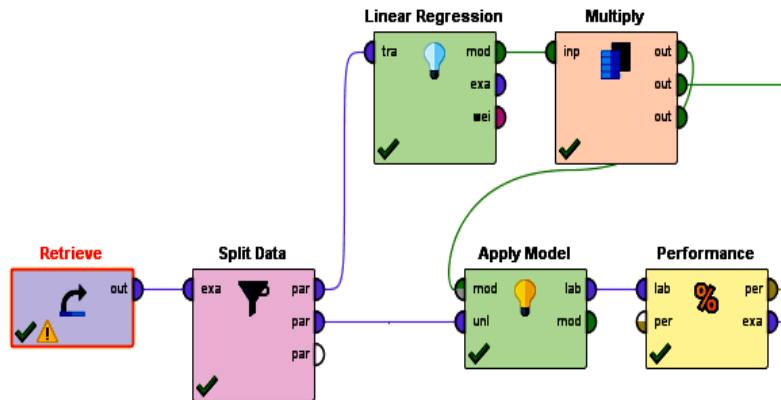 Linear Regression
Multiply
tra
mod
exa
wei
inp
out
out
out
Retrieve
Split Data
Apply Model
Performance
out
exa
par
par
par
mod
unl
lab
mod
lab
per
%
per
exa